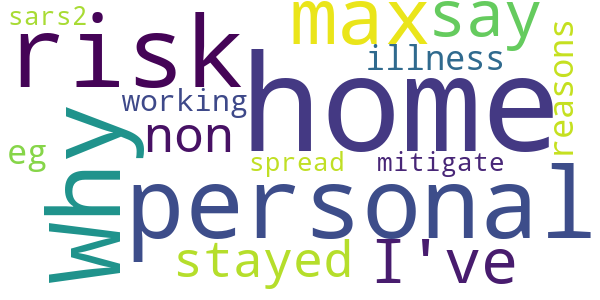 sars2 max say
risk illness reasons
why working home
non
eg spread mitigate
personal
stayed I've